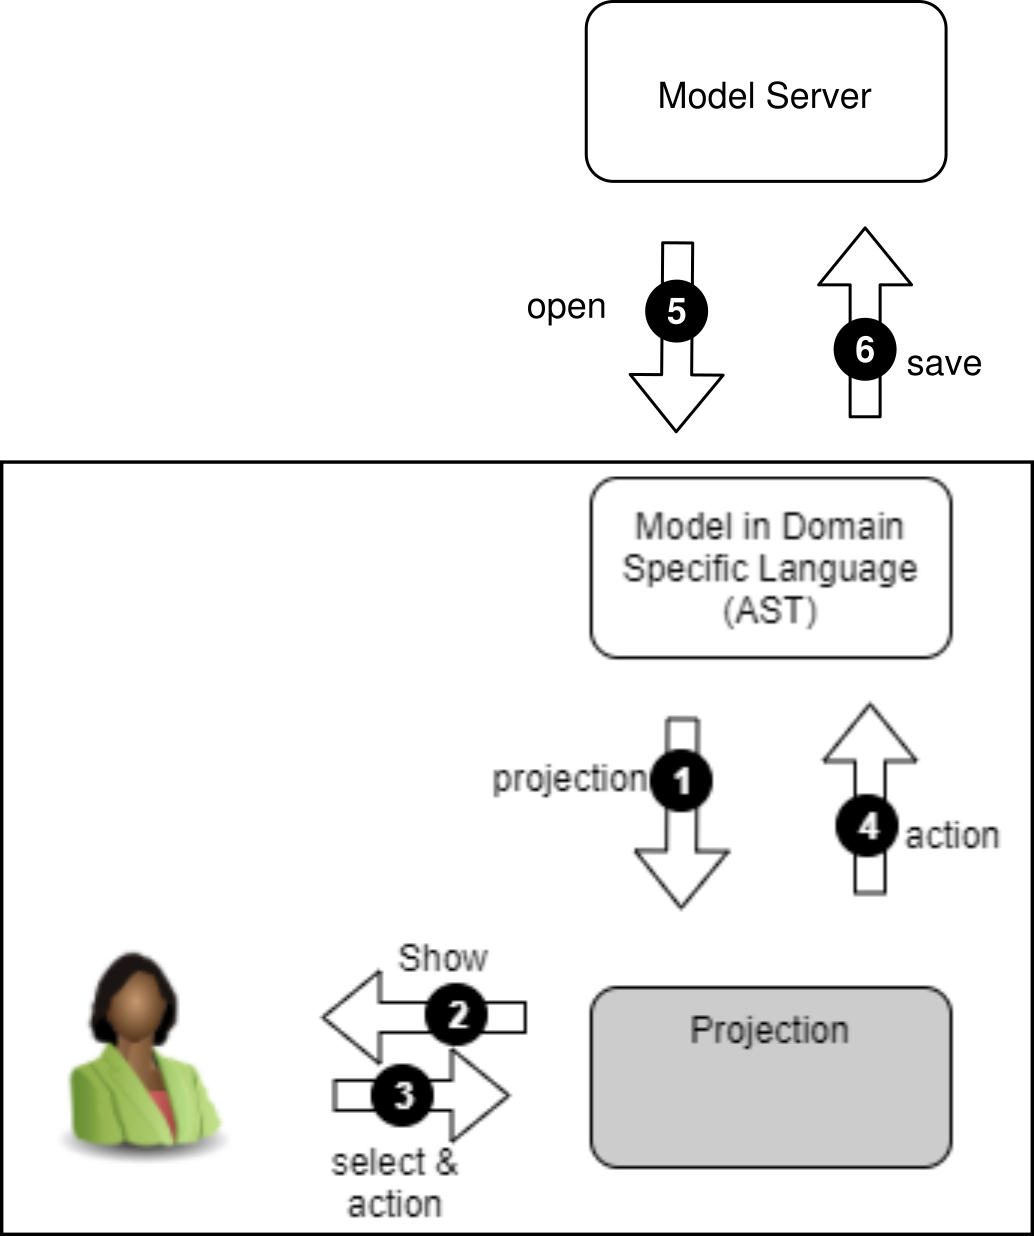 Model Server
open
5
6
save
Model in Domain
Specific Language
(AST)
projection
1
4
action
Show
2
Projection
3
select &
action